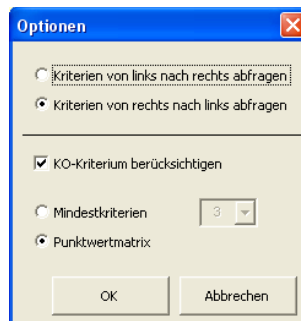 Optionen
Kriterien von links nach rechts abfragen
Kriterien von rechts nach links abfragen
KO-Kriterium berücksichtigen
Mindestkriterien 3
Punktwertmatrix
OK Abbrechen